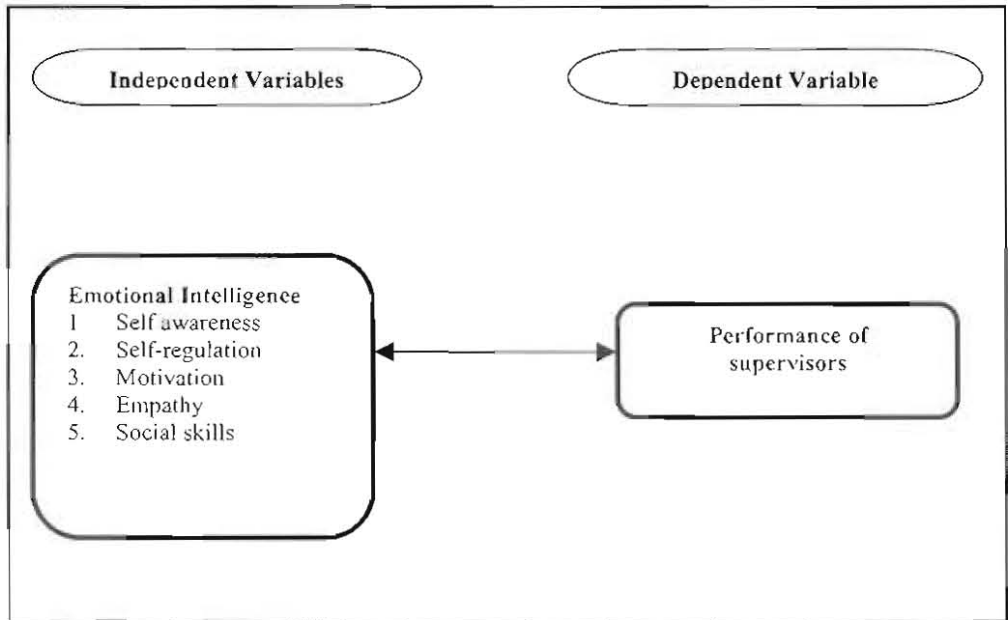 Independent Variables
Dependent Variable
Emotional Intelligence
1 Self awareness
2. Self-regulation
3. Motivation
4. Empathy
5. Social skills
Performance of
supervisors